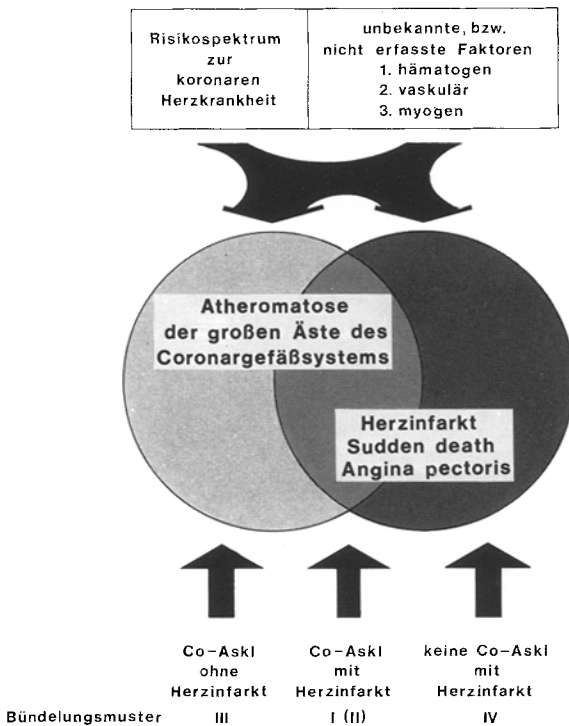 Risikospektrum
zur
koronaren
Herzkrankheit
unbekannte, bzw.
nicht erfasste Faktoren
1. hämatogen
2. vaskulär
3. myogen
Atheromatose
der großen Äste des
Coronargefäßsystems
Herzinfarkt
Sudden death
Angina pectoris
Co-Askl
ohne
Herzinfarkt
Co-Askl
mit
Herzinfarkt
keine Co-Askl
mit
Herzinfarkt
Bündelungsmuster III I (II) IV